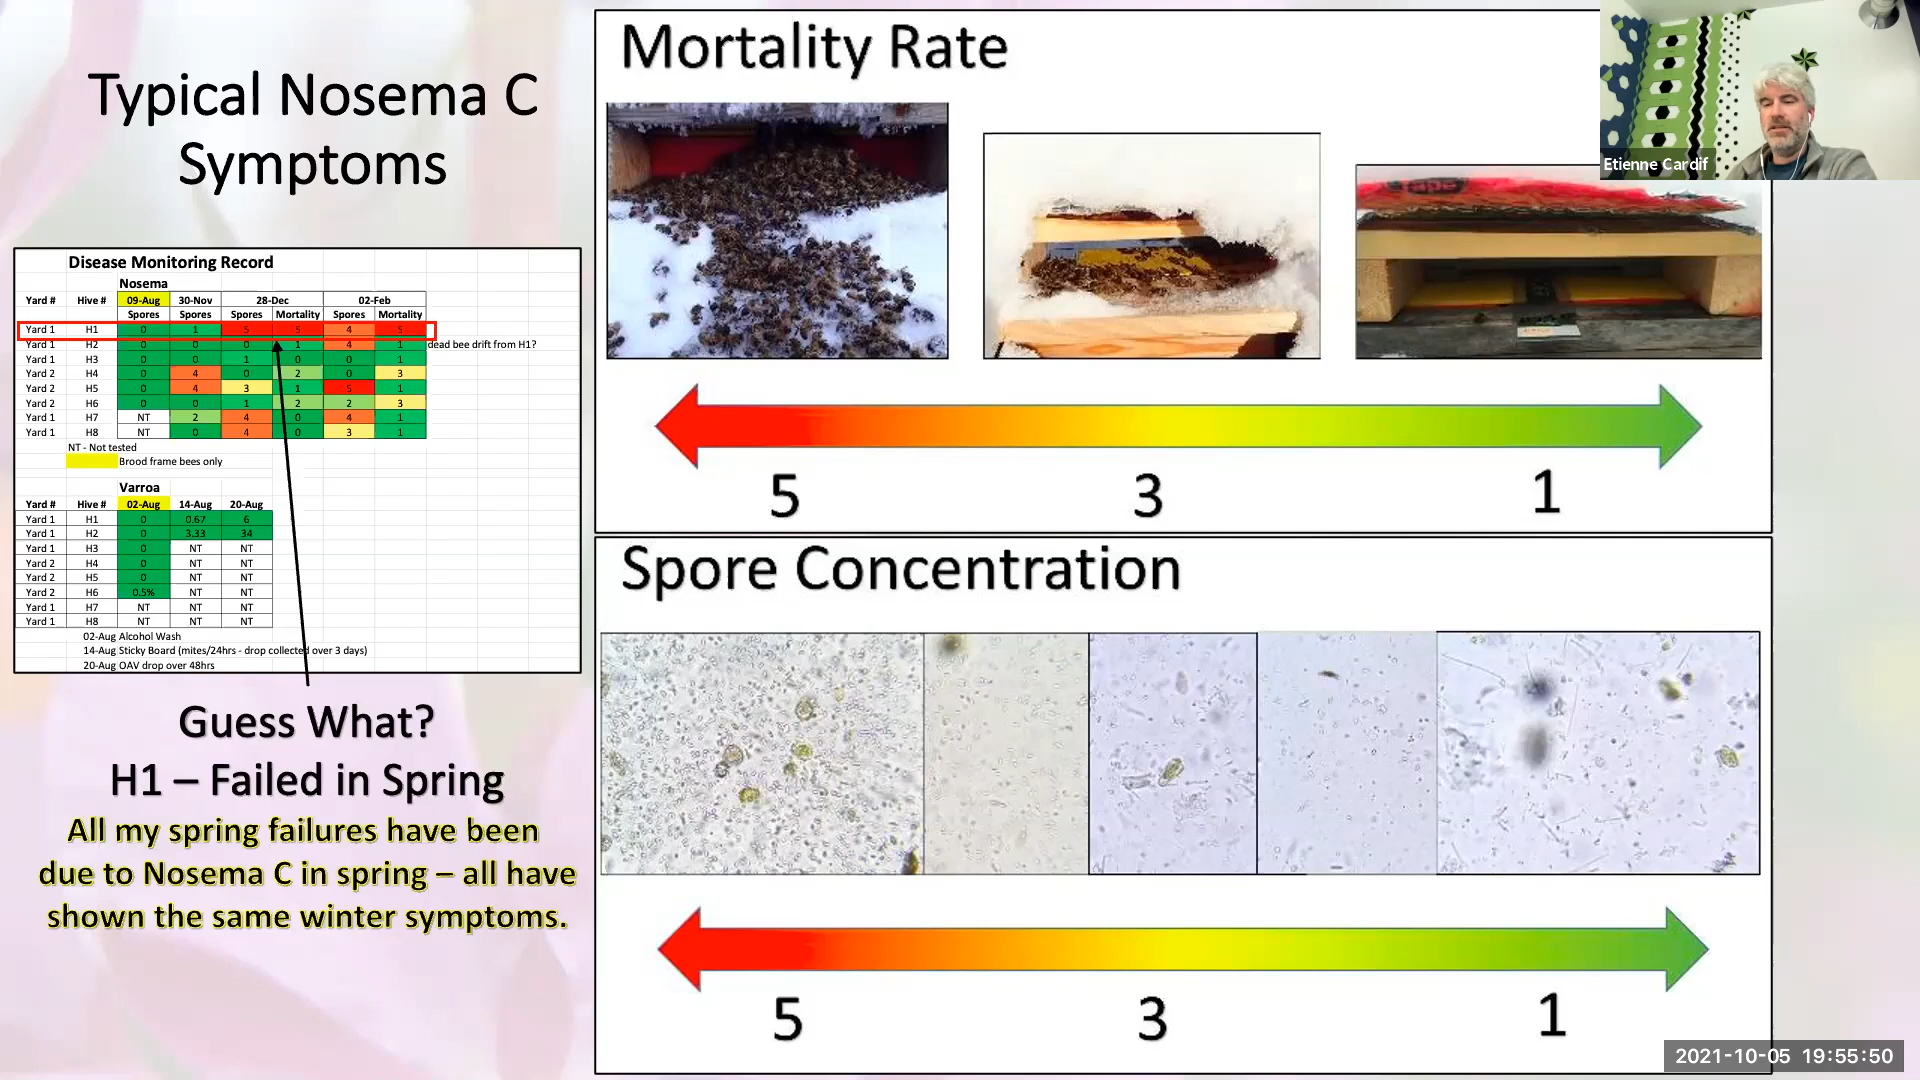 Typical Nosema C
Symptoms
Disease Monitoring Record
Nosema
Yard # Hive # 09-Aug 30-Nov 28-Dec 02-Feb
Spores Spores Spores Mortality Spores Mortality
Yard 1 H1 0 1 5 5 4 5
Yard 1 H2 0 0 0 1 4 1 dead bee drift from H1?
Yard 1 H3 0 0 1 0 0 1
Yard 2 H4 0 4 0 2 0 3
Yard 2 H5 0 4 3 1 5 1
Yard 2 H6 0 0 1 2 2 3
Yard 1 H7 NT 2 4 0 4 1
Yard 1 H8 NT 0 4 0 3 1
NT - Not tested
Brood frame bees only
Varroa
Yard # Hive # 02-Aug 14-Aug 20-Aug
Yard 1 H1 0 0.67 6
Yard 1 H2 0 3.33 34
Yard 1 H3 0 NT NT
Yard 2 H4 0 NT NT
Yard 2 H5 0 NT NT
Yard 2 H6 0.5% NT NT
Yard 1 H7 NT NT NT
Yard 1 H8 NT NT NT
02-Aug Alcohol Wash
14-Aug Sticky Board (mites/24hrs - drop collected over 3 days)
20-Aug OAV drop over 48hrs
Guess What?
H1 – Failed in Spring
All my spring failures have been
due to Nosema C in spring – all have
shown the same winter symptoms.
Mortality Rate
5 3 1
Spore Concentration
5 3 1
Etienne Cardif
2021-10-05 19:55:50